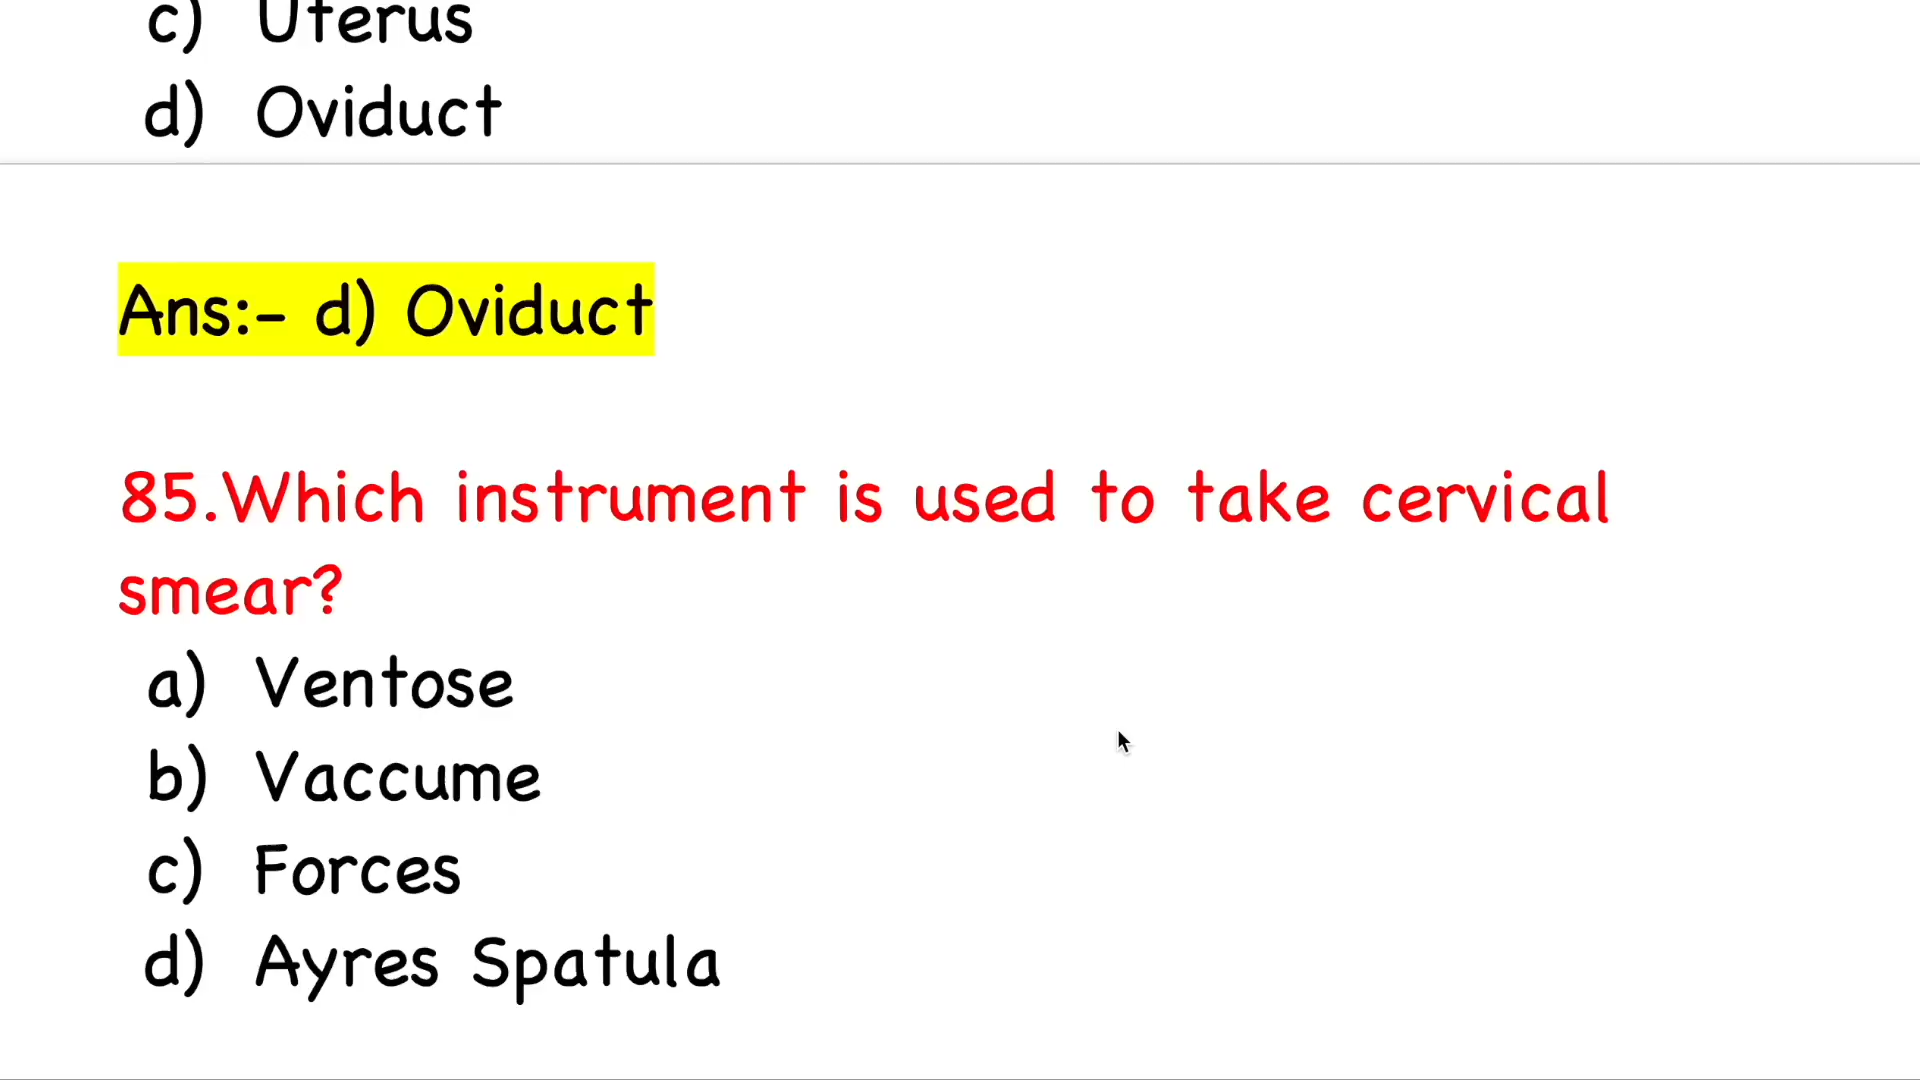 c) Uterus
d) Oviduct
Ans:- d) Oviduct
85.Which instrument is used to take cervical
smear?
a) Ventose
b) Vaccume
c) Forces
d) Ayres Spatula